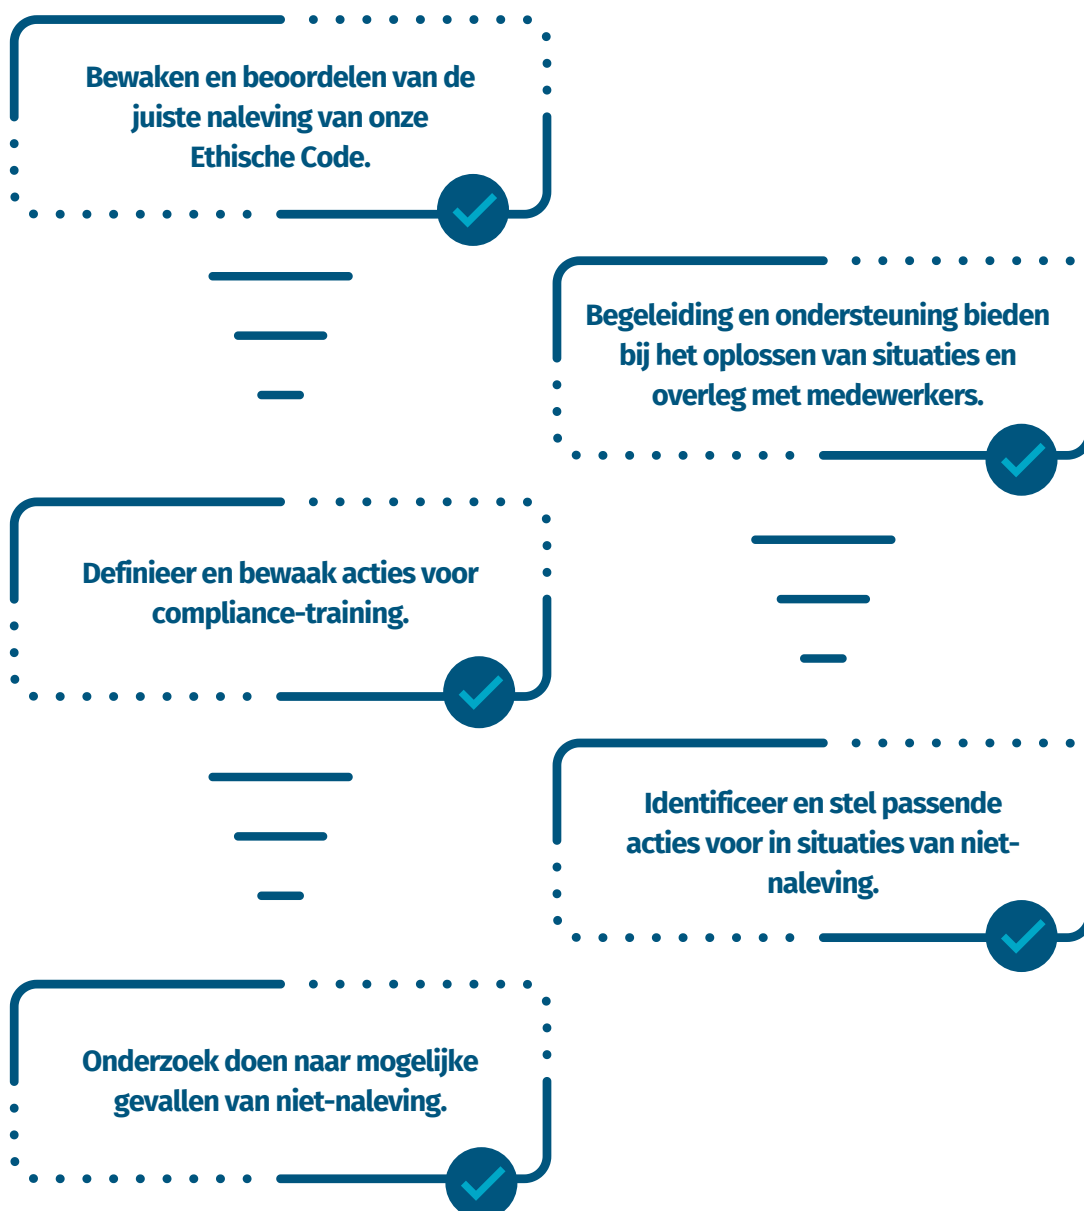 Bewaken en beoordelen van de
juiste naleving van onze
Ethische Code.
Begeleiding en ondersteuning bieden
bij het oplossen van situaties en
overleg met medewerkers.
Definieer en bewaak acties voor
compliance-training.
Identificeer en stel passende
acties voor in situaties van niet-
naleving.
Onderzoek doen naar mogelijke
gevallen van niet-naleving.